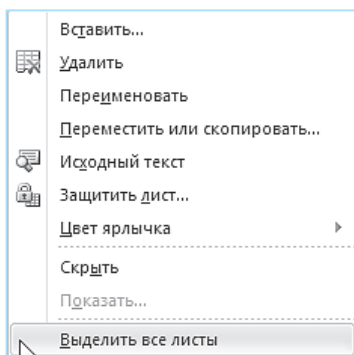 Вставить...
Удалить
Переименовать
Переместить или скопировать...
Исходный текст
Защитить лист...
Цвет ярлычка
Скрыть
Показать...
Выделить все листы